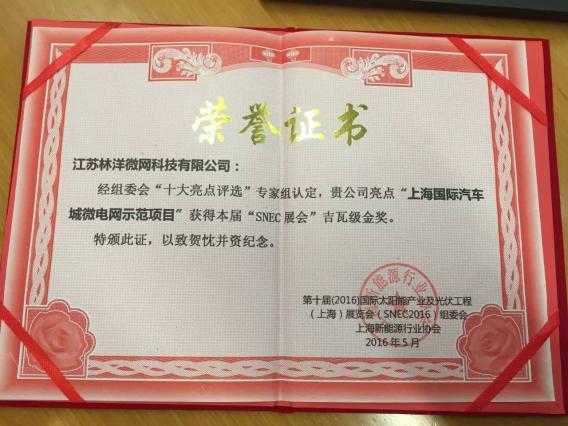 荣誉证书
江苏林洋微网科技有限公司：
经组委会“十大亮点评选”专家组认定，贵公司亮点“上海国际汽车
城微电网示范项目”获得本届“SNEC展会”吉瓦级金奖。
特颁此证，以致贺忱并资纪念。
第十届(2016)国际太阳能产业及光伏工程
（上海）展览会（SNEC2016）组委会
上海新能源行业协会
2016年5月
新能源行业